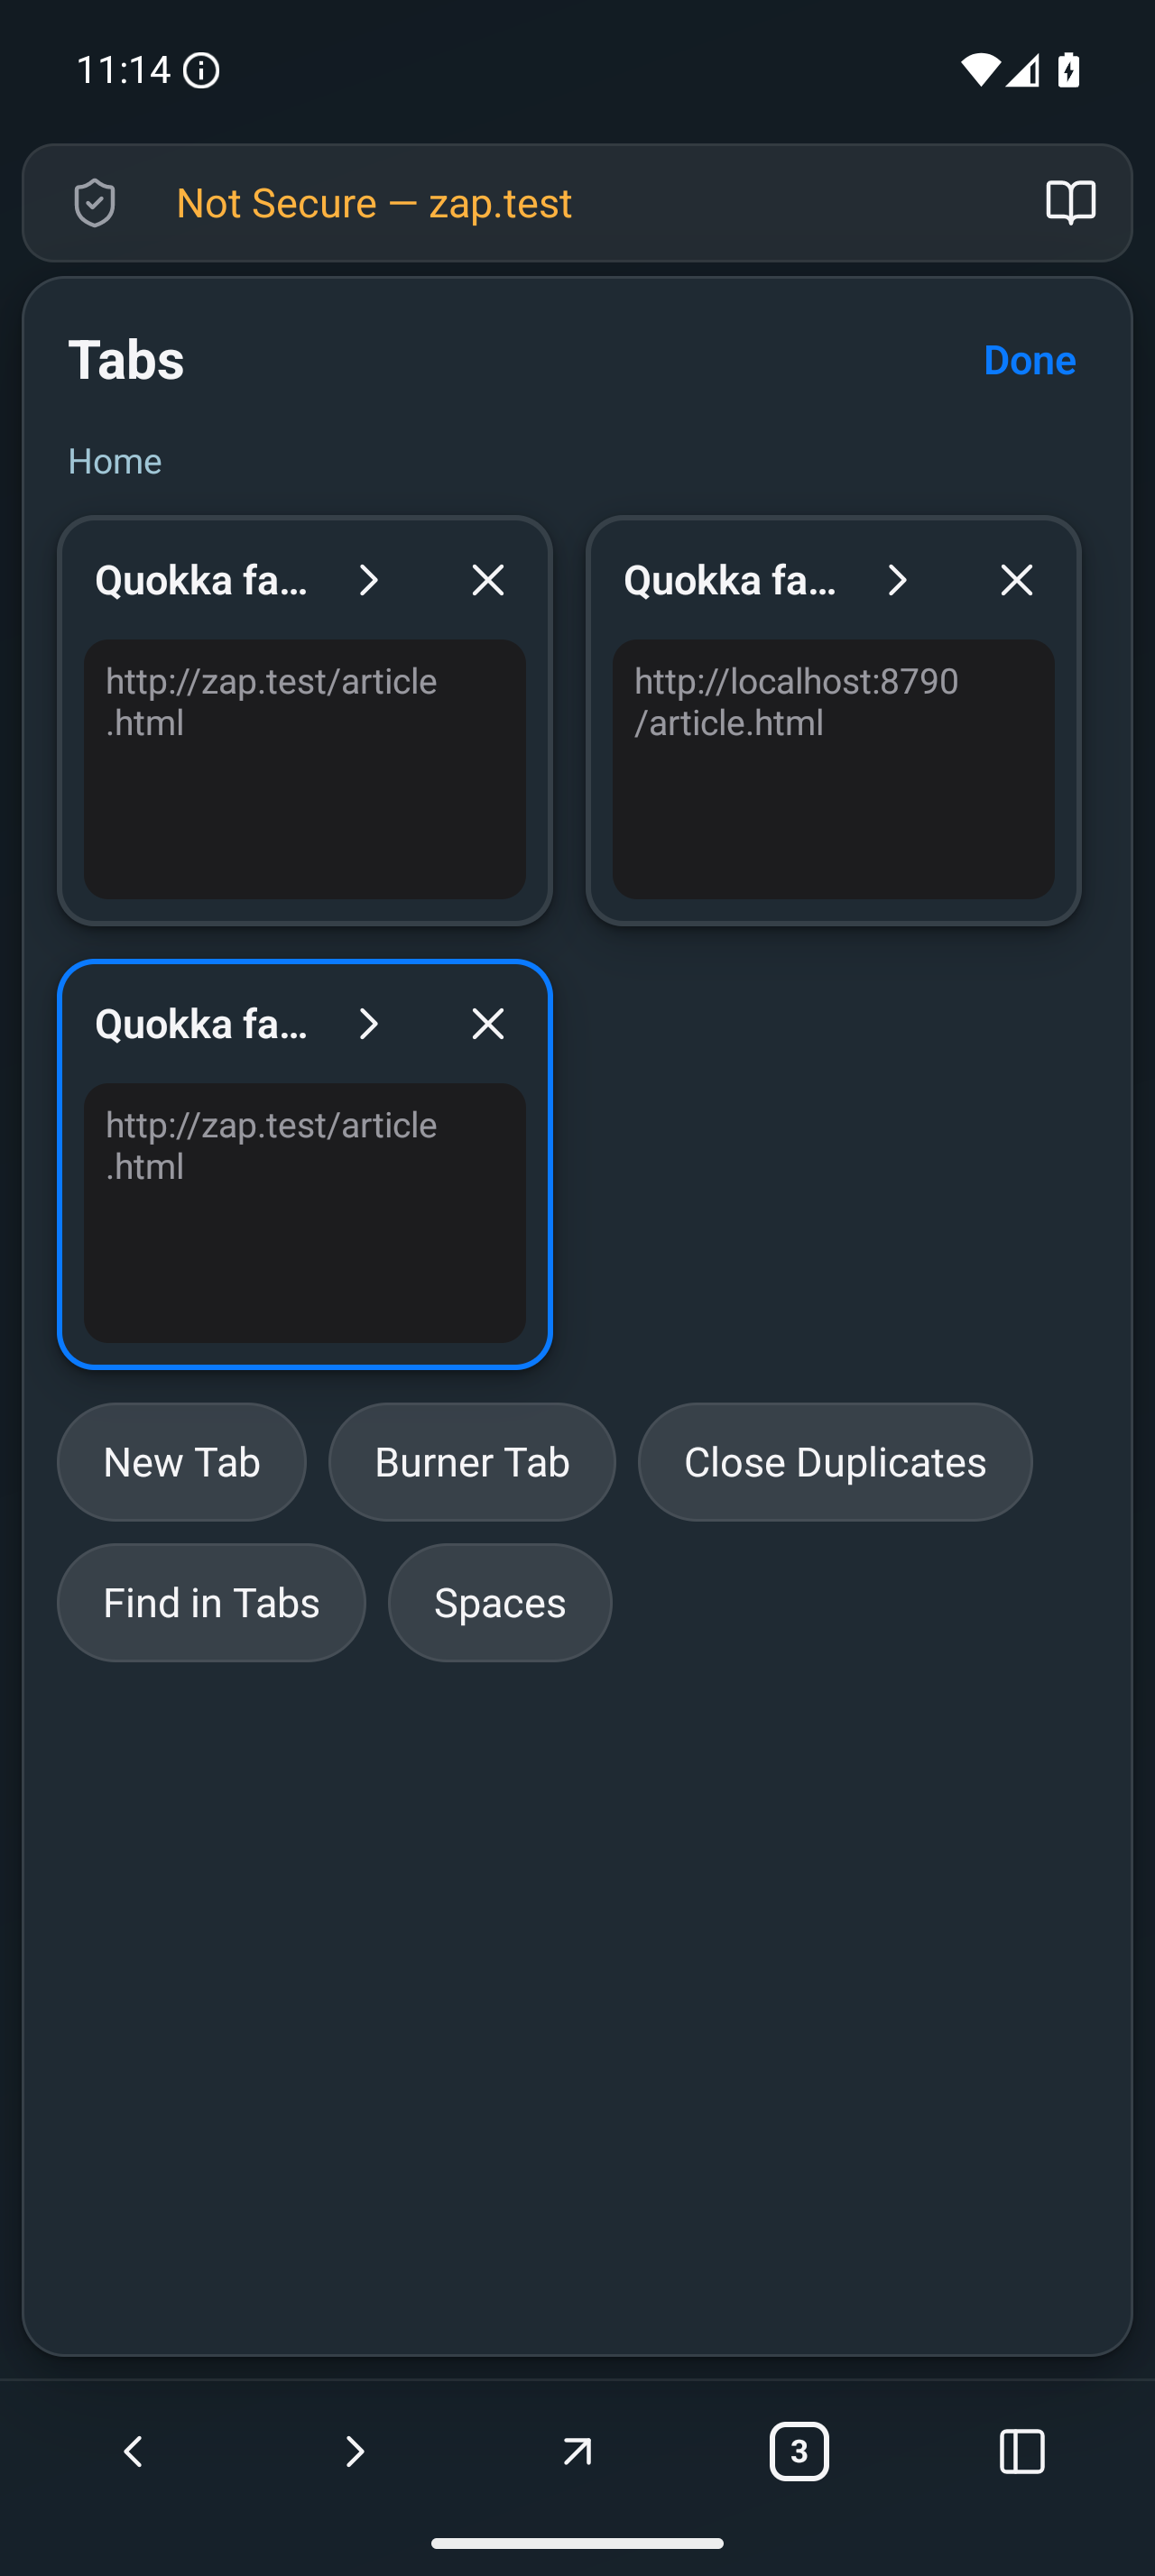 11:14
Not Secure — zap.test
Tabs
Done
Home
Quokka fa...
Quokka fa...
http://zap.test/article
.html
http://localhost:8790
/article.html
Quokka fa...
http://zap.test/article
.html
New Tab
Burner Tab
Close Duplicates
Find in Tabs
Spaces
3